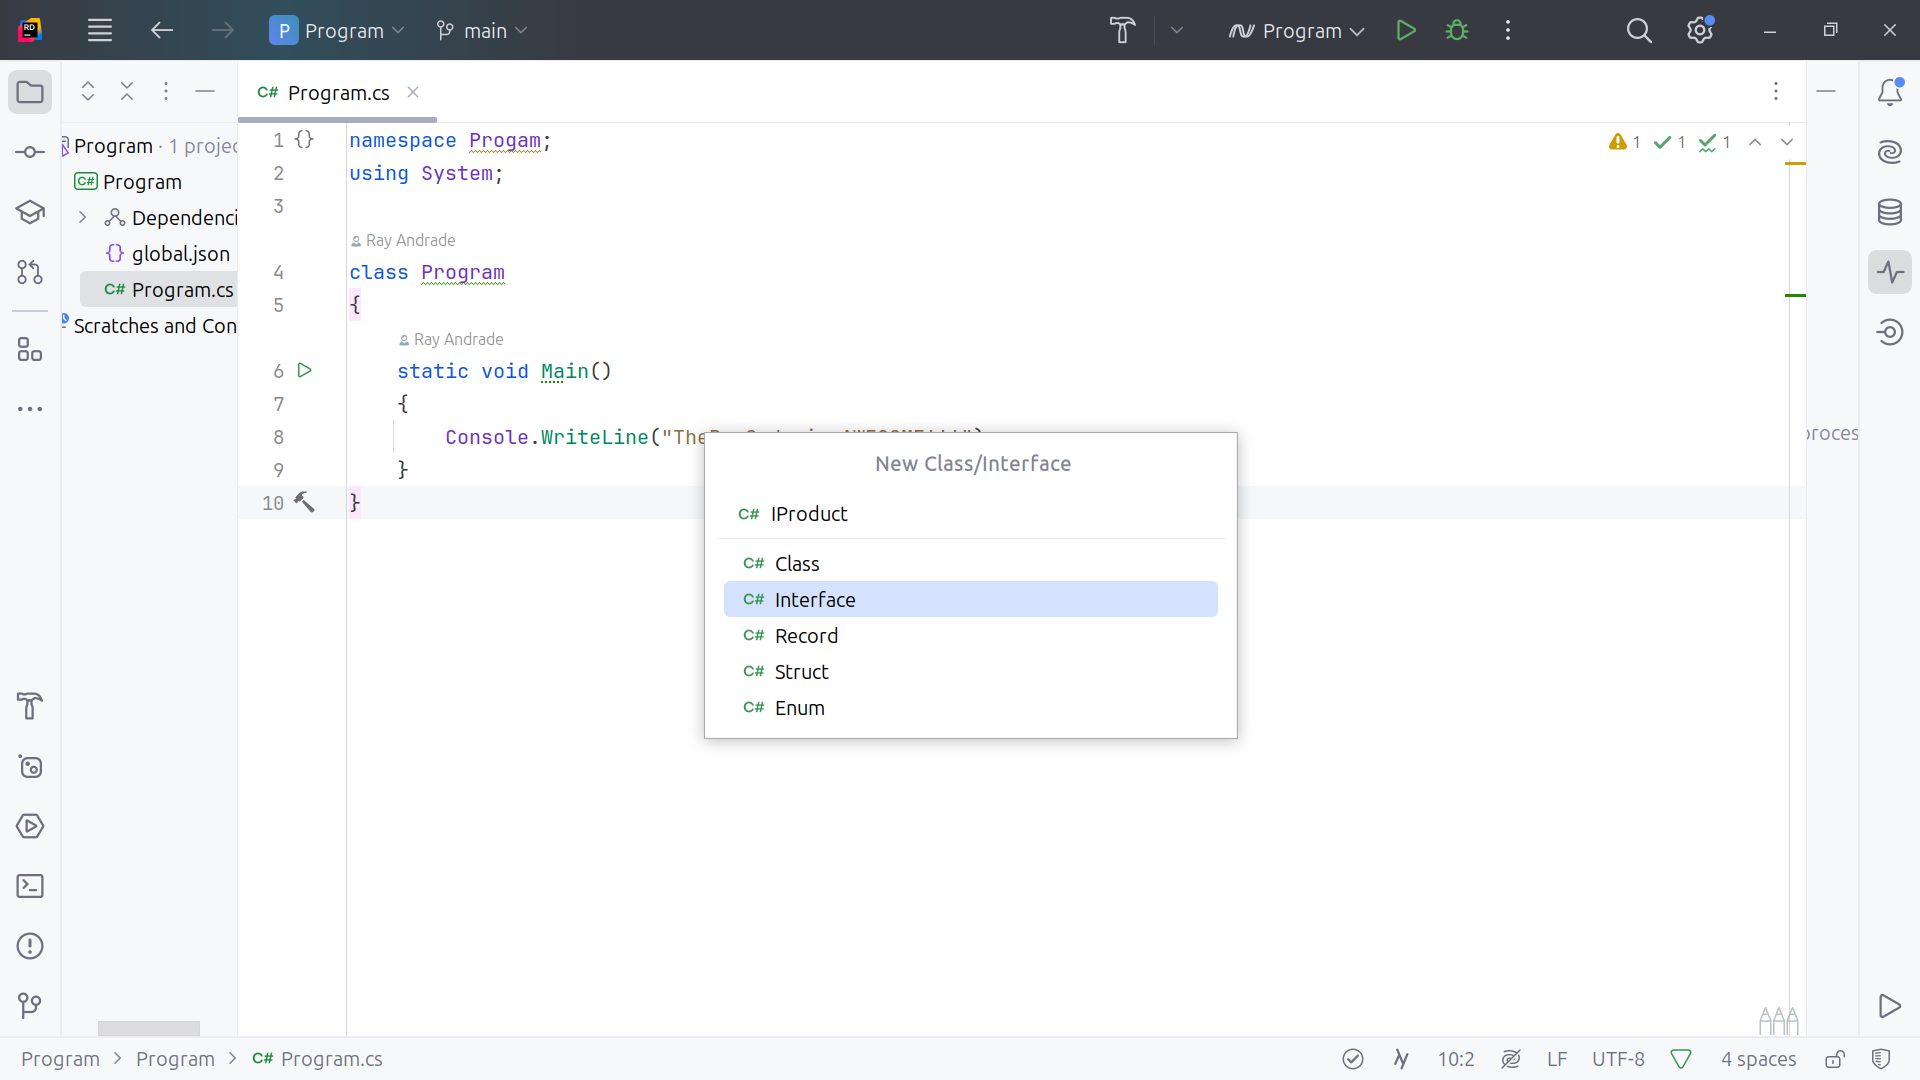 Program
main
Program
C# Program.cs
Program · 1 projec
C# Program
Dependenci
{} global.json
C# Program.cs
Scratches and Con
1 namespace Progam;
2 using System;
3
Ray Andrade
4 class Program
5 {
Ray Andrade
6 static void Main()
7 {
8 Console.WriteLine("The
9 }
10 }
1 1 1
New Class/Interface
C# IProduct
C# Class
C# Interface
C# Record
C# Struct
C# Enum
proces
Program > Program > C# Program.cs
10:2 LF UTF-8 4 spaces